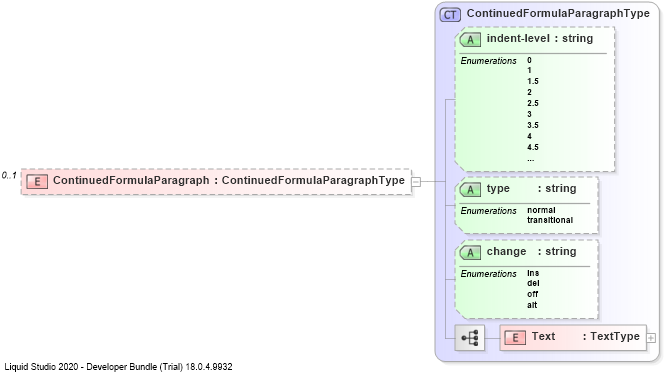 CT ContinuedFormulaParagraphType
A indent-level : string
Enumerations 0
1
1.5
2
2.5
3
3.5
4
4.5
...
0..1
E ContinuedFormulaParagraph : ContinuedFormulaParagraphType
A type : string
Enumerations normal
transitional
A change : string
Enumerations ins
del
off
alt
E Text : TextType
Liquid Studio 2020 - Developer Bundle (Trial) 18.0.4.9932